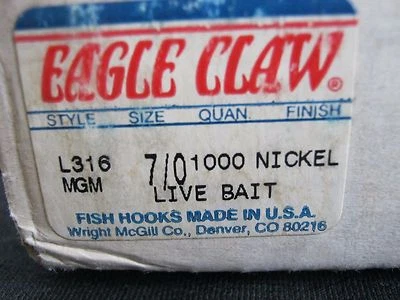 EAGLE CLAW®
STYLE SIZE QUAN. FINISH
L316 7/0 1000 NICKEL
MGM LIVE BAIT
FISH HOOKS MADE IN U.S.A.
Wright McGill Co., Denver, CO 80216